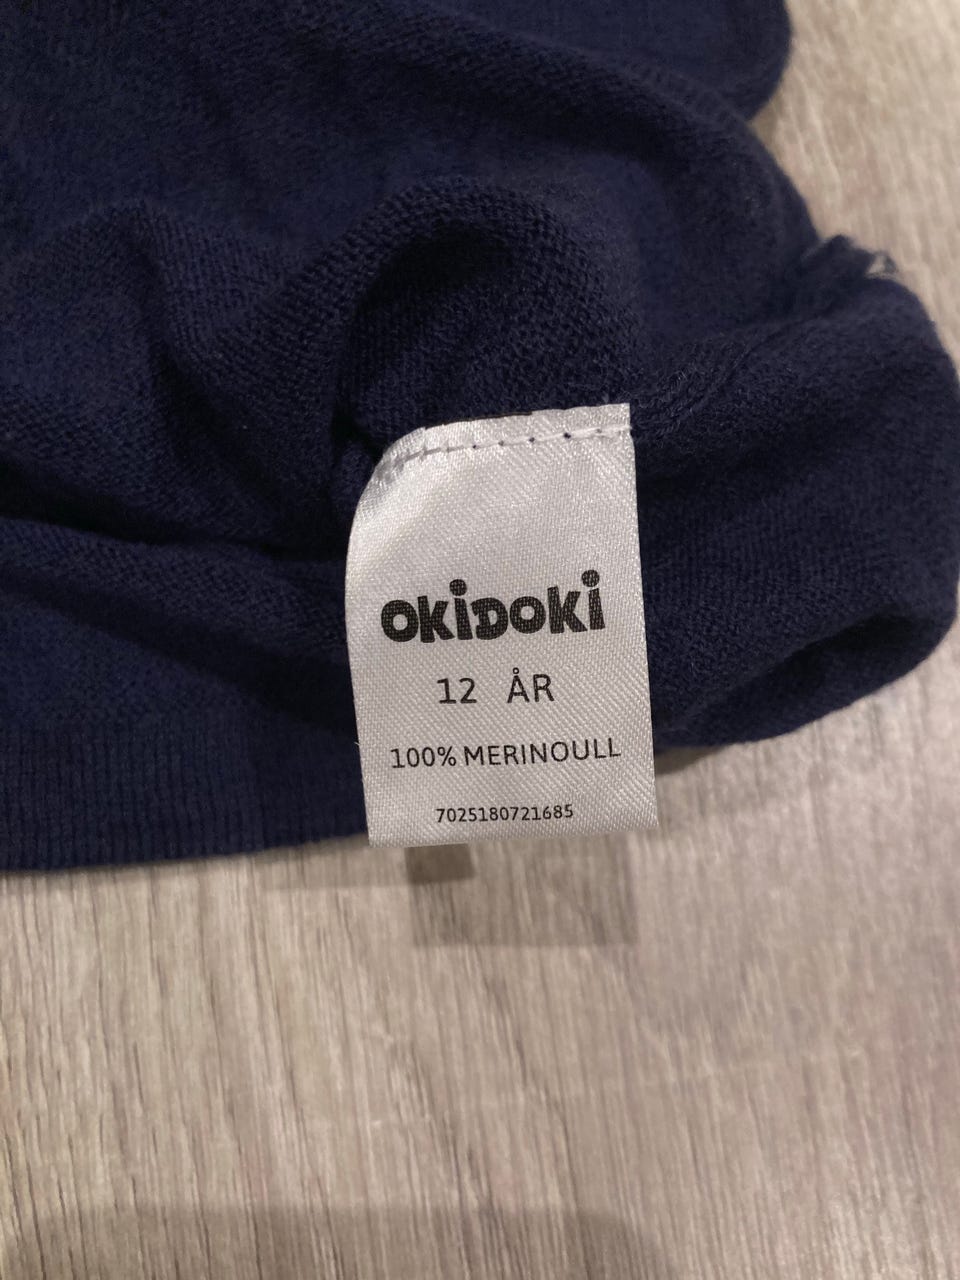 OKIDOKI
12 ÅR
100% MERINOULL
7025180721685